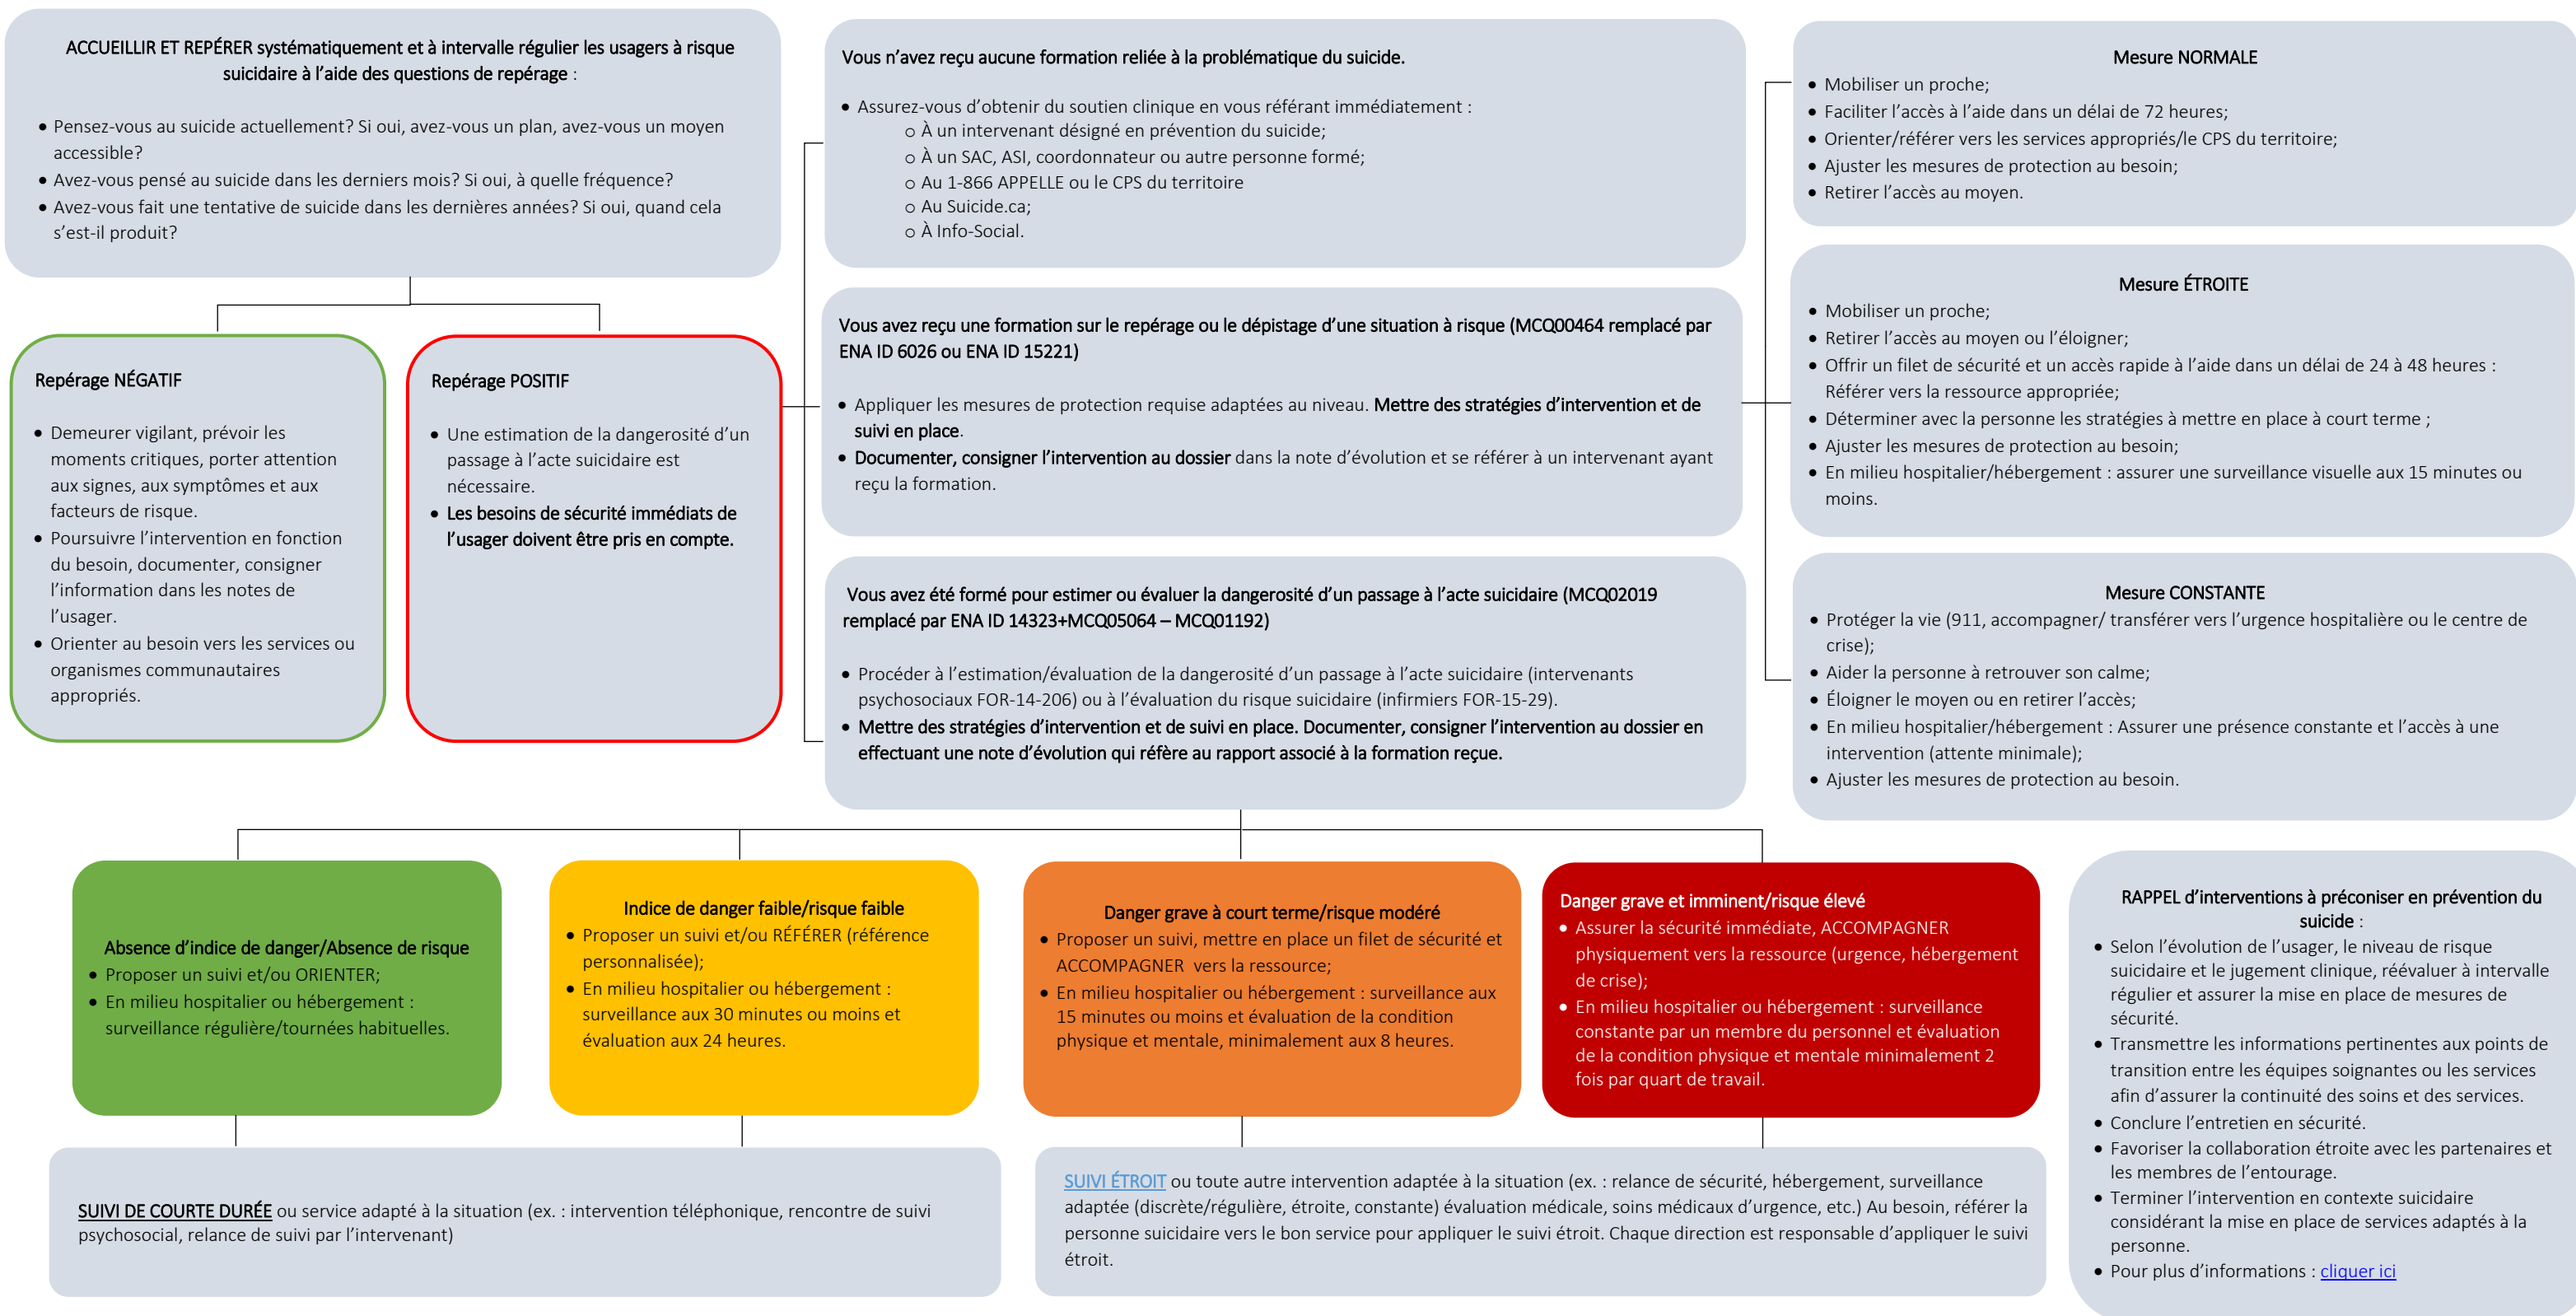 ACCUEILLIR ET REPÉRER systématiquement et à intervalle régulier les usagers à risque
suicidaire à l’aide des questions de repérage :
• Pensez-vous au suicide actuellement? Si oui, avez-vous un plan, avez-vous un moyen
accessible?
• Avez-vous pensé au suicide dans les derniers mois? Si oui, à quelle fréquence?
• Avez-vous fait une tentative de suicide dans les dernières années? Si oui, quand cela
s’est-il produit?
Repérage NÉGATIF
• Demeurer vigilant, prévoir les
moments critiques, porter attention
aux signes, aux symptômes et aux
facteurs de risque.
• Poursuivre l’intervention en fonction
du besoin, documenter, consigner
l’information dans les notes de
l’usager.
• Orienter au besoin vers les services ou
organismes communautaires
appropriés.
Repérage POSITIF
• Une estimation de la dangerosité d’un
passage à l’acte suicidaire est
nécessaire.
• Les besoins de sécurité immédiats de
l’usager doivent être pris en compte.
Vous n’avez reçu aucune formation reliée à la problématique du suicide.
• Assurez-vous d’obtenir du soutien clinique en vous référant immédiatement :
o À un intervenant désigné en prévention du suicide;
o À un SAC, ASI, coordonnateur ou autre personne formé;
o Au 1-866 APPELLE ou le CPS du territoire
o Au Suicide.ca;
o À Info-Social.
Vous avez reçu une formation sur le repérage ou le dépistage d’une situation à risque (MCQ00464 remplacé par
ENA ID 6026 ou ENA ID 15221)
• Appliquer les mesures de protection requise adaptées au niveau. Mettre des stratégies d’intervention et de
suivi en place.
• Documenter, consigner l’intervention au dossier dans la note d’évolution et se référer à un intervenant ayant
reçu la formation.
Vous avez été formé pour estimer ou évaluer la dangerosité d’un passage à l’acte suicidaire (MCQ02019
remplacé par ENA ID 14323+MCQ05064 – MCQ01192)
• Procéder à l’estimation/évaluation de la dangerosité d’un passage à l’acte suicidaire (intervenants
psychosociaux FOR-14-206) ou à l’évaluation du risque suicidaire (infirmiers FOR-15-29).
• Mettre des stratégies d’intervention et de suivi en place. Documenter, consigner l’intervention au dossier en
effectuant une note d’évolution qui réfère au rapport associé à la formation reçue.
Mesure NORMALE
• Mobiliser un proche;
• Faciliter l’accès à l’aide dans un délai de 72 heures;
• Orienter/référer vers les services appropriés/le CPS du territoire;
• Ajuster les mesures de protection au besoin;
• Retirer l’accès au moyen.
Mesure ÉTROITE
• Mobiliser un proche;
• Retirer l’accès au moyen ou l’éloigner;
• Offrir un filet de sécurité et un accès rapide à l’aide dans un délai de 24 à 48 heures :
Référer vers la ressource appropriée;
• Déterminer avec la personne les stratégies à mettre en place à court terme ;
• Ajuster les mesures de protection au besoin;
• En milieu hospitalier/hébergement : assurer une surveillance visuelle aux 15 minutes ou
moins.
Mesure CONSTANTE
• Protéger la vie (911, accompagner/ transférer vers l’urgence hospitalière ou le centre de
crise);
• Aider la personne à retrouver son calme;
• Éloigner le moyen ou en retirer l’accès;
• En milieu hospitalier/hébergement : Assurer une présence constante et l’accès à une
intervention (attente minimale);
• Ajuster les mesures de protection au besoin.
Absence d’indice de danger/Absence de risque
• Proposer un suivi et/ou ORIENTER;
• En milieu hospitalier ou hébergement :
surveillance régulière/tournées habituelles.
Indice de danger faible/risque faible
• Proposer un suivi et/ou RÉFÉRER (référence
personnalisée);
• En milieu hospitalier ou hébergement :
surveillance aux 30 minutes ou moins et
évaluation aux 24 heures.
Danger grave à court terme/risque modéré
• Proposer un suivi, mettre en place un filet de sécurité et
ACCOMPAGNER vers la ressource;
• En milieu hospitalier ou hébergement : surveillance aux
15 minutes ou moins et évaluation de la condition
physique et mentale, minimalement aux 8 heures.
Danger grave et imminent/risque élevé
• Assurer la sécurité immédiate, ACCOMPAGNER
physiquement vers la ressource (urgence, hébergement
de crise);
• En milieu hospitalier ou hébergement : surveillance
constante par un membre du personnel et évaluation
de la condition physique et mentale minimalement 2
fois par quart de travail.
SUIVI DE COURTE DURÉE ou service adapté à la situation (ex. : intervention téléphonique, rencontre de suivi
psychosocial, relance de suivi par l’intervenant)
SUIVI ÉTROIT ou toute autre intervention adaptée à la situation (ex. : relance de sécurité, hébergement, surveillance
adaptée (discrète/régulière, étroite, constante) évaluation médicale, soins médicaux d’urgence, etc.) Au besoin, référer la
personne suicidaire vers le bon service pour appliquer le suivi étroit. Chaque direction est responsable d’appliquer le suivi
étroit.
RAPPEL d’interventions à préconiser en prévention du
suicide :
• Selon l’évolution de l’usager, le niveau de risque
suicidaire et le jugement clinique, réévaluer à intervalle
régulier et assurer la mise en place de mesures de
sécurité.
• Transmettre les informations pertinentes aux points de
transition entre les équipes soignantes ou les services
afin d’assurer la continuité des soins et des services.
• Conclure l’entretien en sécurité.
• Favoriser la collaboration étroite avec les partenaires et
les membres de l’entourage.
• Terminer l’intervention en contexte suicidaire
considérant la mise en place de services adaptés à la
personne.
• Pour plus d’informations : cliquer ici